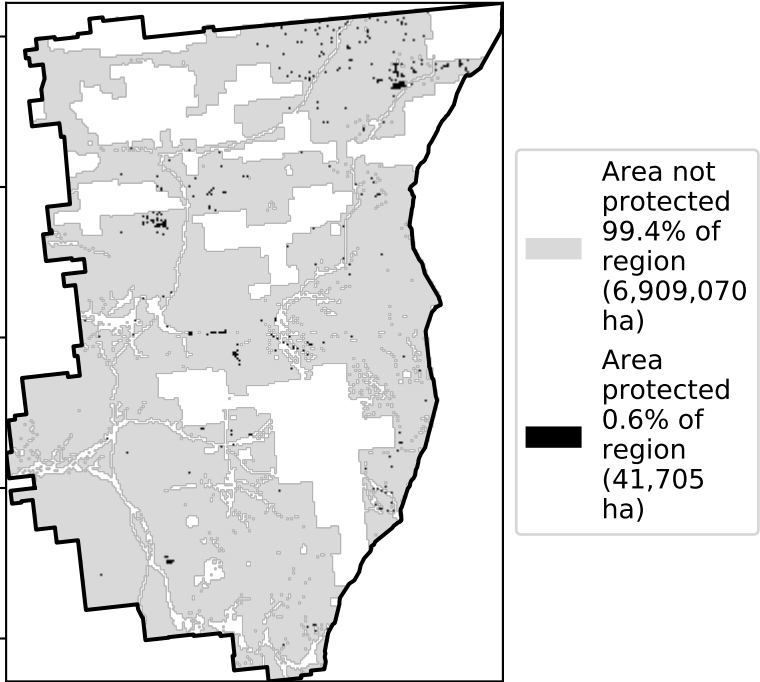 Area not
protected
99.4% of
region
(6,909,070
ha)
Area
protected
0.6% of
region
(41,705
ha)